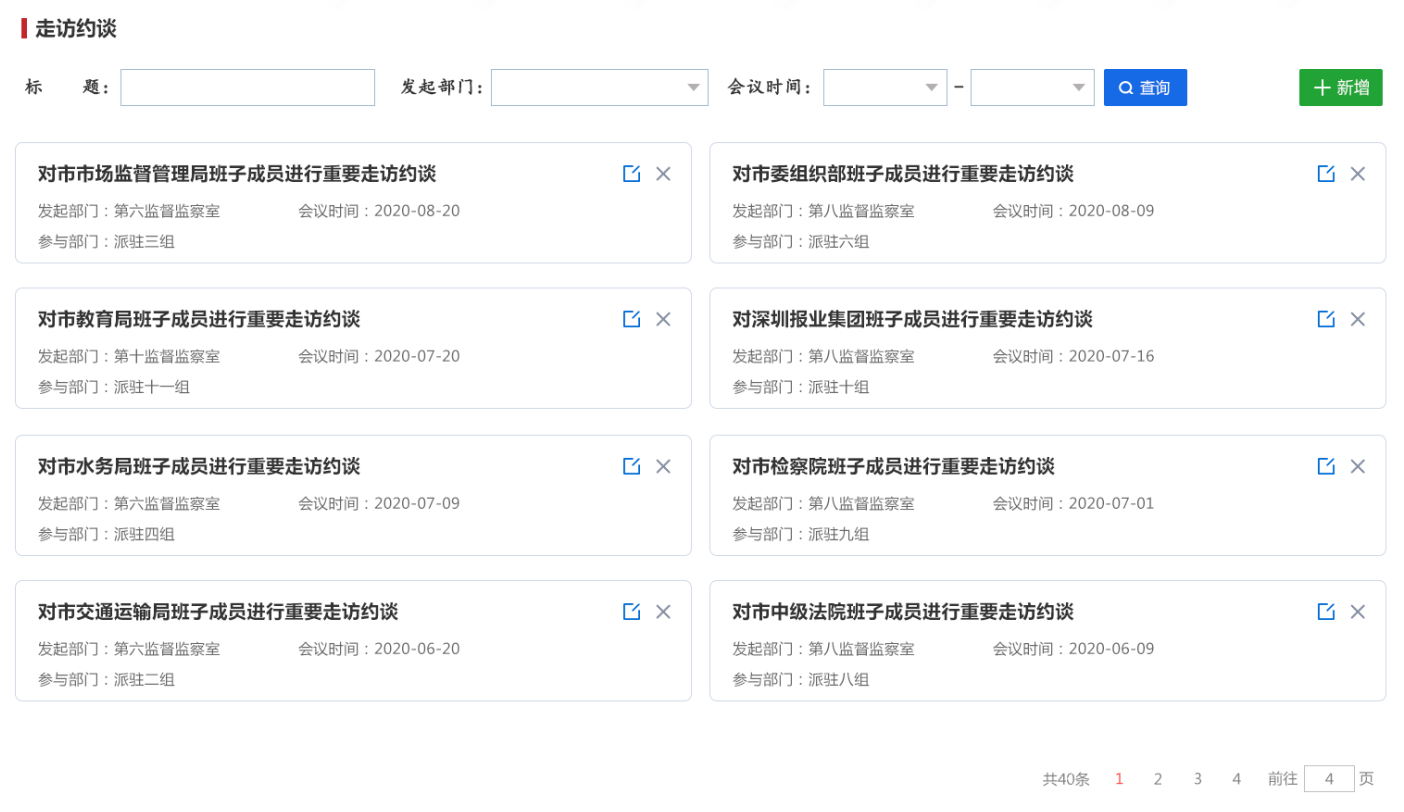 走访约谈
标 题: 发起部门: 会议时间: - 查询 新增
对市市场监督管理局班子成员进行重要走访约谈
发起部门：第六监督监察室 会议时间：2020-08-20
参与部门：派驻三组
对市委组织部班子成员进行重要走访约谈
发起部门：第八监督监察室 会议时间：2020-08-09
参与部门：派驻六组
对市教育局班子成员进行重要走访约谈
发起部门：第十监督监察室 会议时间：2020-07-20
参与部门：派驻十一组
对深圳报业集团班子成员进行重要走访约谈
发起部门：第八监督监察室 会议时间：2020-07-16
参与部门：派驻十组
对市水务局班子成员进行重要走访约谈
发起部门：第六监督监察室 会议时间：2020-07-09
参与部门：派驻四组
对市检察院班子成员进行重要走访约谈
发起部门：第八监督监察室 会议时间：2020-07-01
参与部门：派驻九组
对市交通运输局班子成员进行重要走访约谈
发起部门：第六监督监察室 会议时间：2020-06-20
参与部门：派驻二组
对市中级法院班子成员进行重要走访约谈
发起部门：第八监督监察室 会议时间：2020-06-09
参与部门：派驻八组
共40条 1 2 3 4 前往 4 页